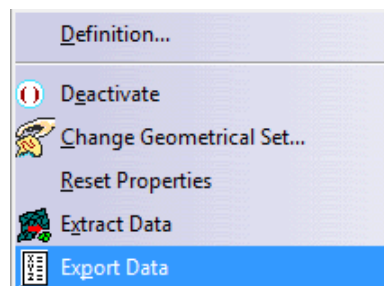 Definition...
Deactivate
Change Geometrical Set...
Reset Properties
Extract Data
Export Data